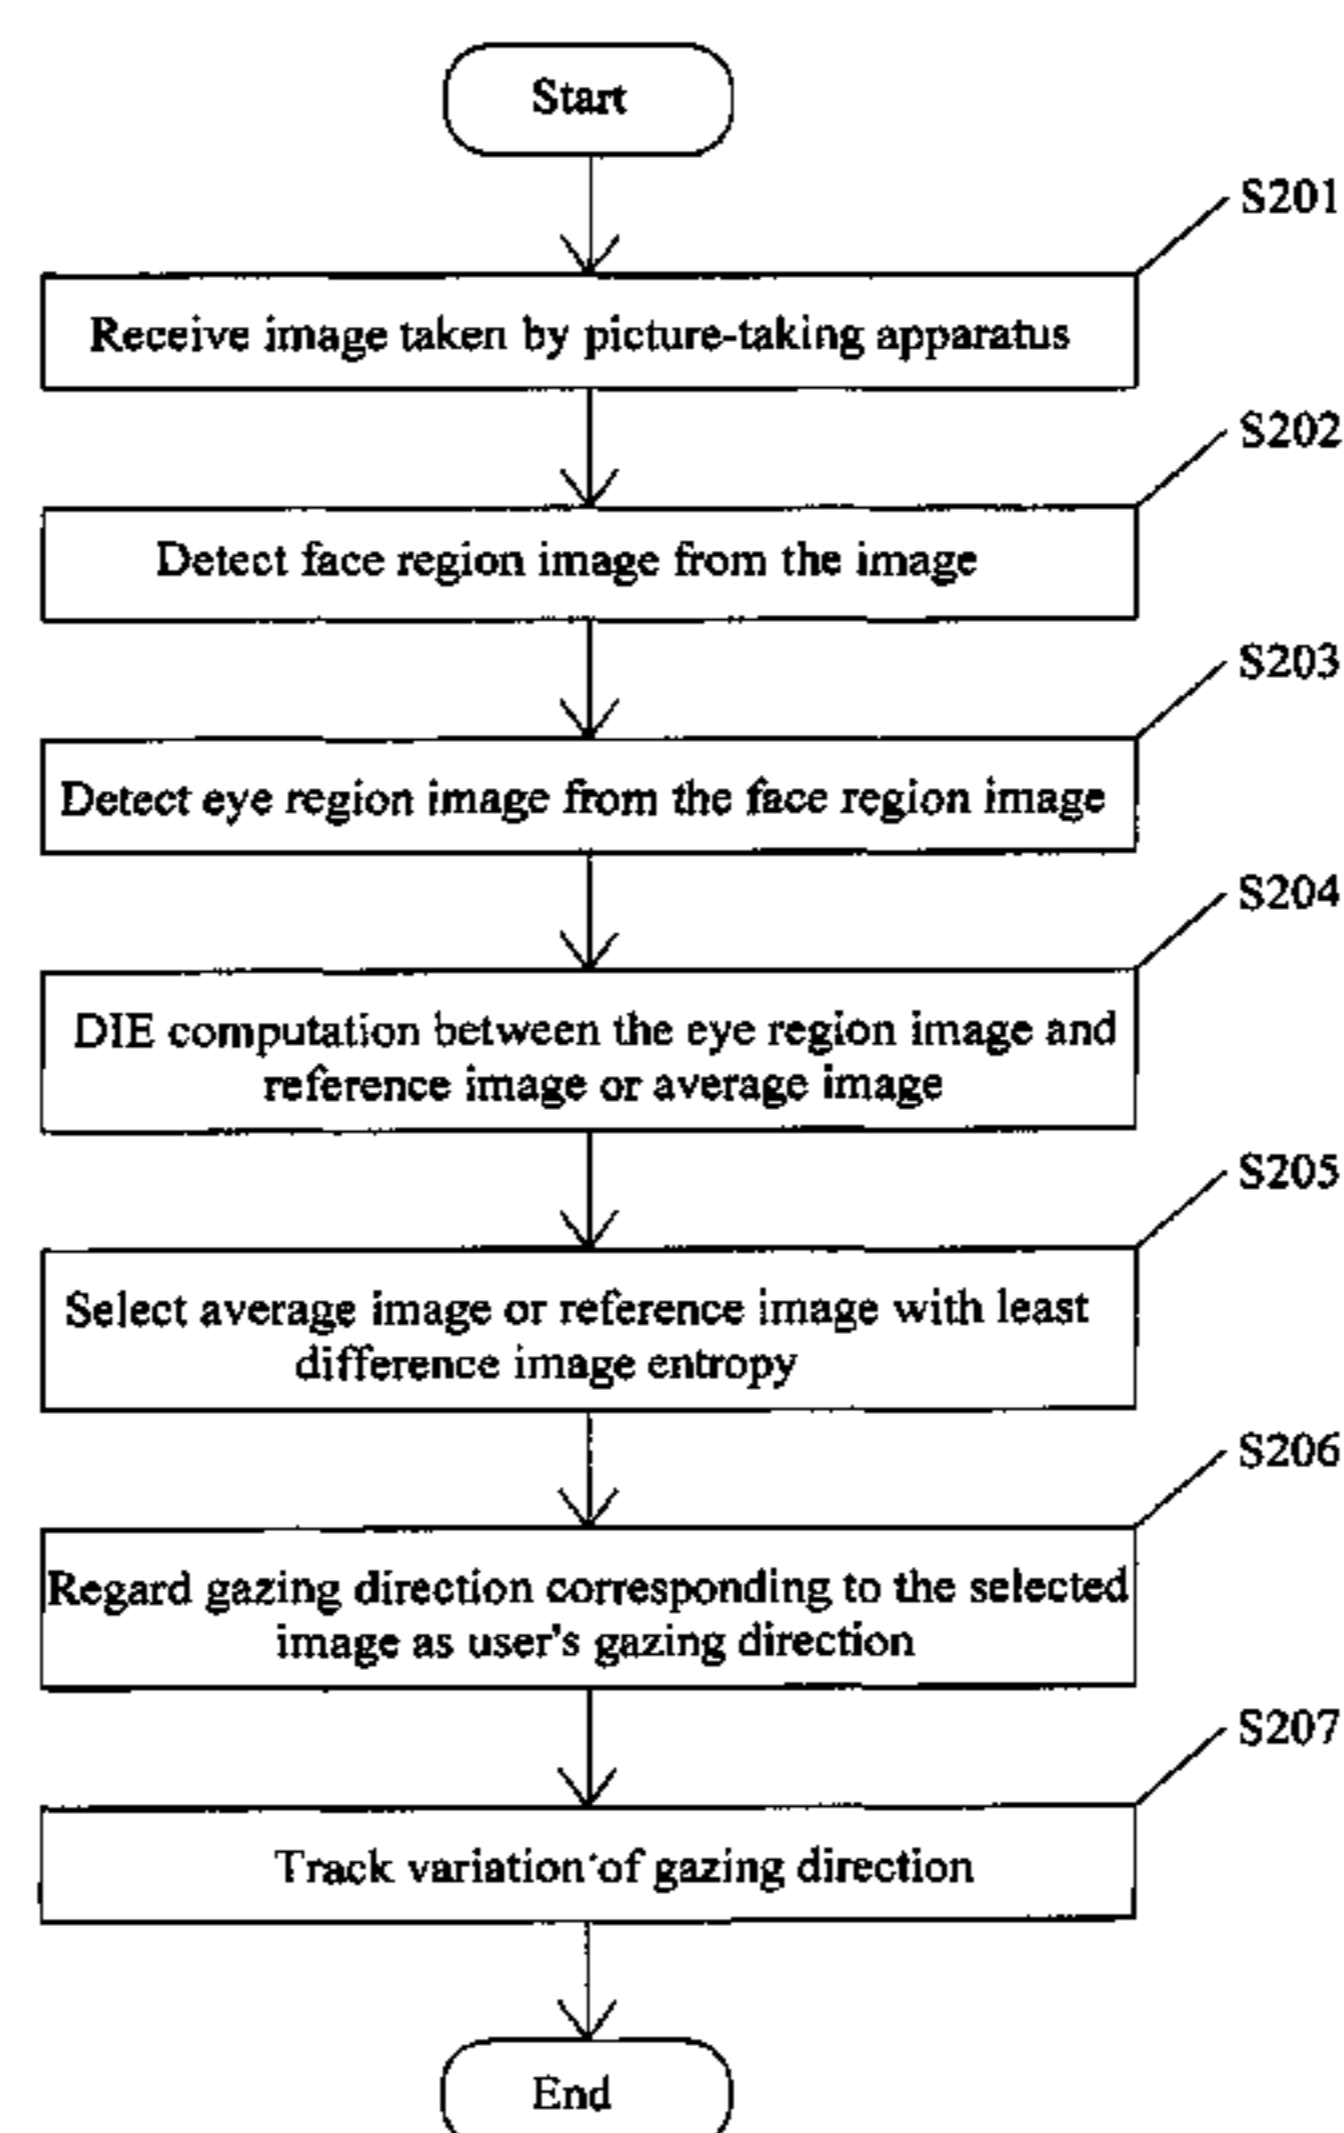 Start
S201
Receive image taken by picture-taking apparatus
S202
Detect face region image from the image
S203
Detect eye region image from the face region image
S204
DIE computation between the eye region image and
reference image or average image
S205
Select average image or reference image with least
difference image entropy
S206
Regard gazing direction corresponding to the selected
image as user's gazing direction
S207
Track variation of gazing direction
End